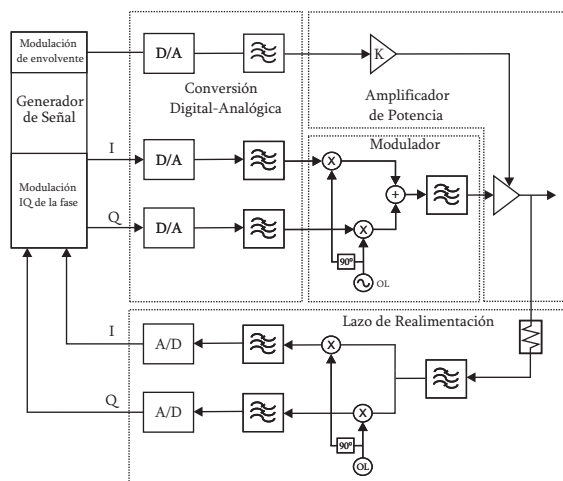 Modulación
de envolvente
Generador
de Señal
Modulación
IQ de la fase
D/A
Conversión
Digital-Analógica
K
Amplificador
de Potencia
I
D/A
Q
D/A
Modulador
X
+
X
90º
OL
Lazo de Realimentación
I
A/D
X
Q
A/D
X
90º
OL